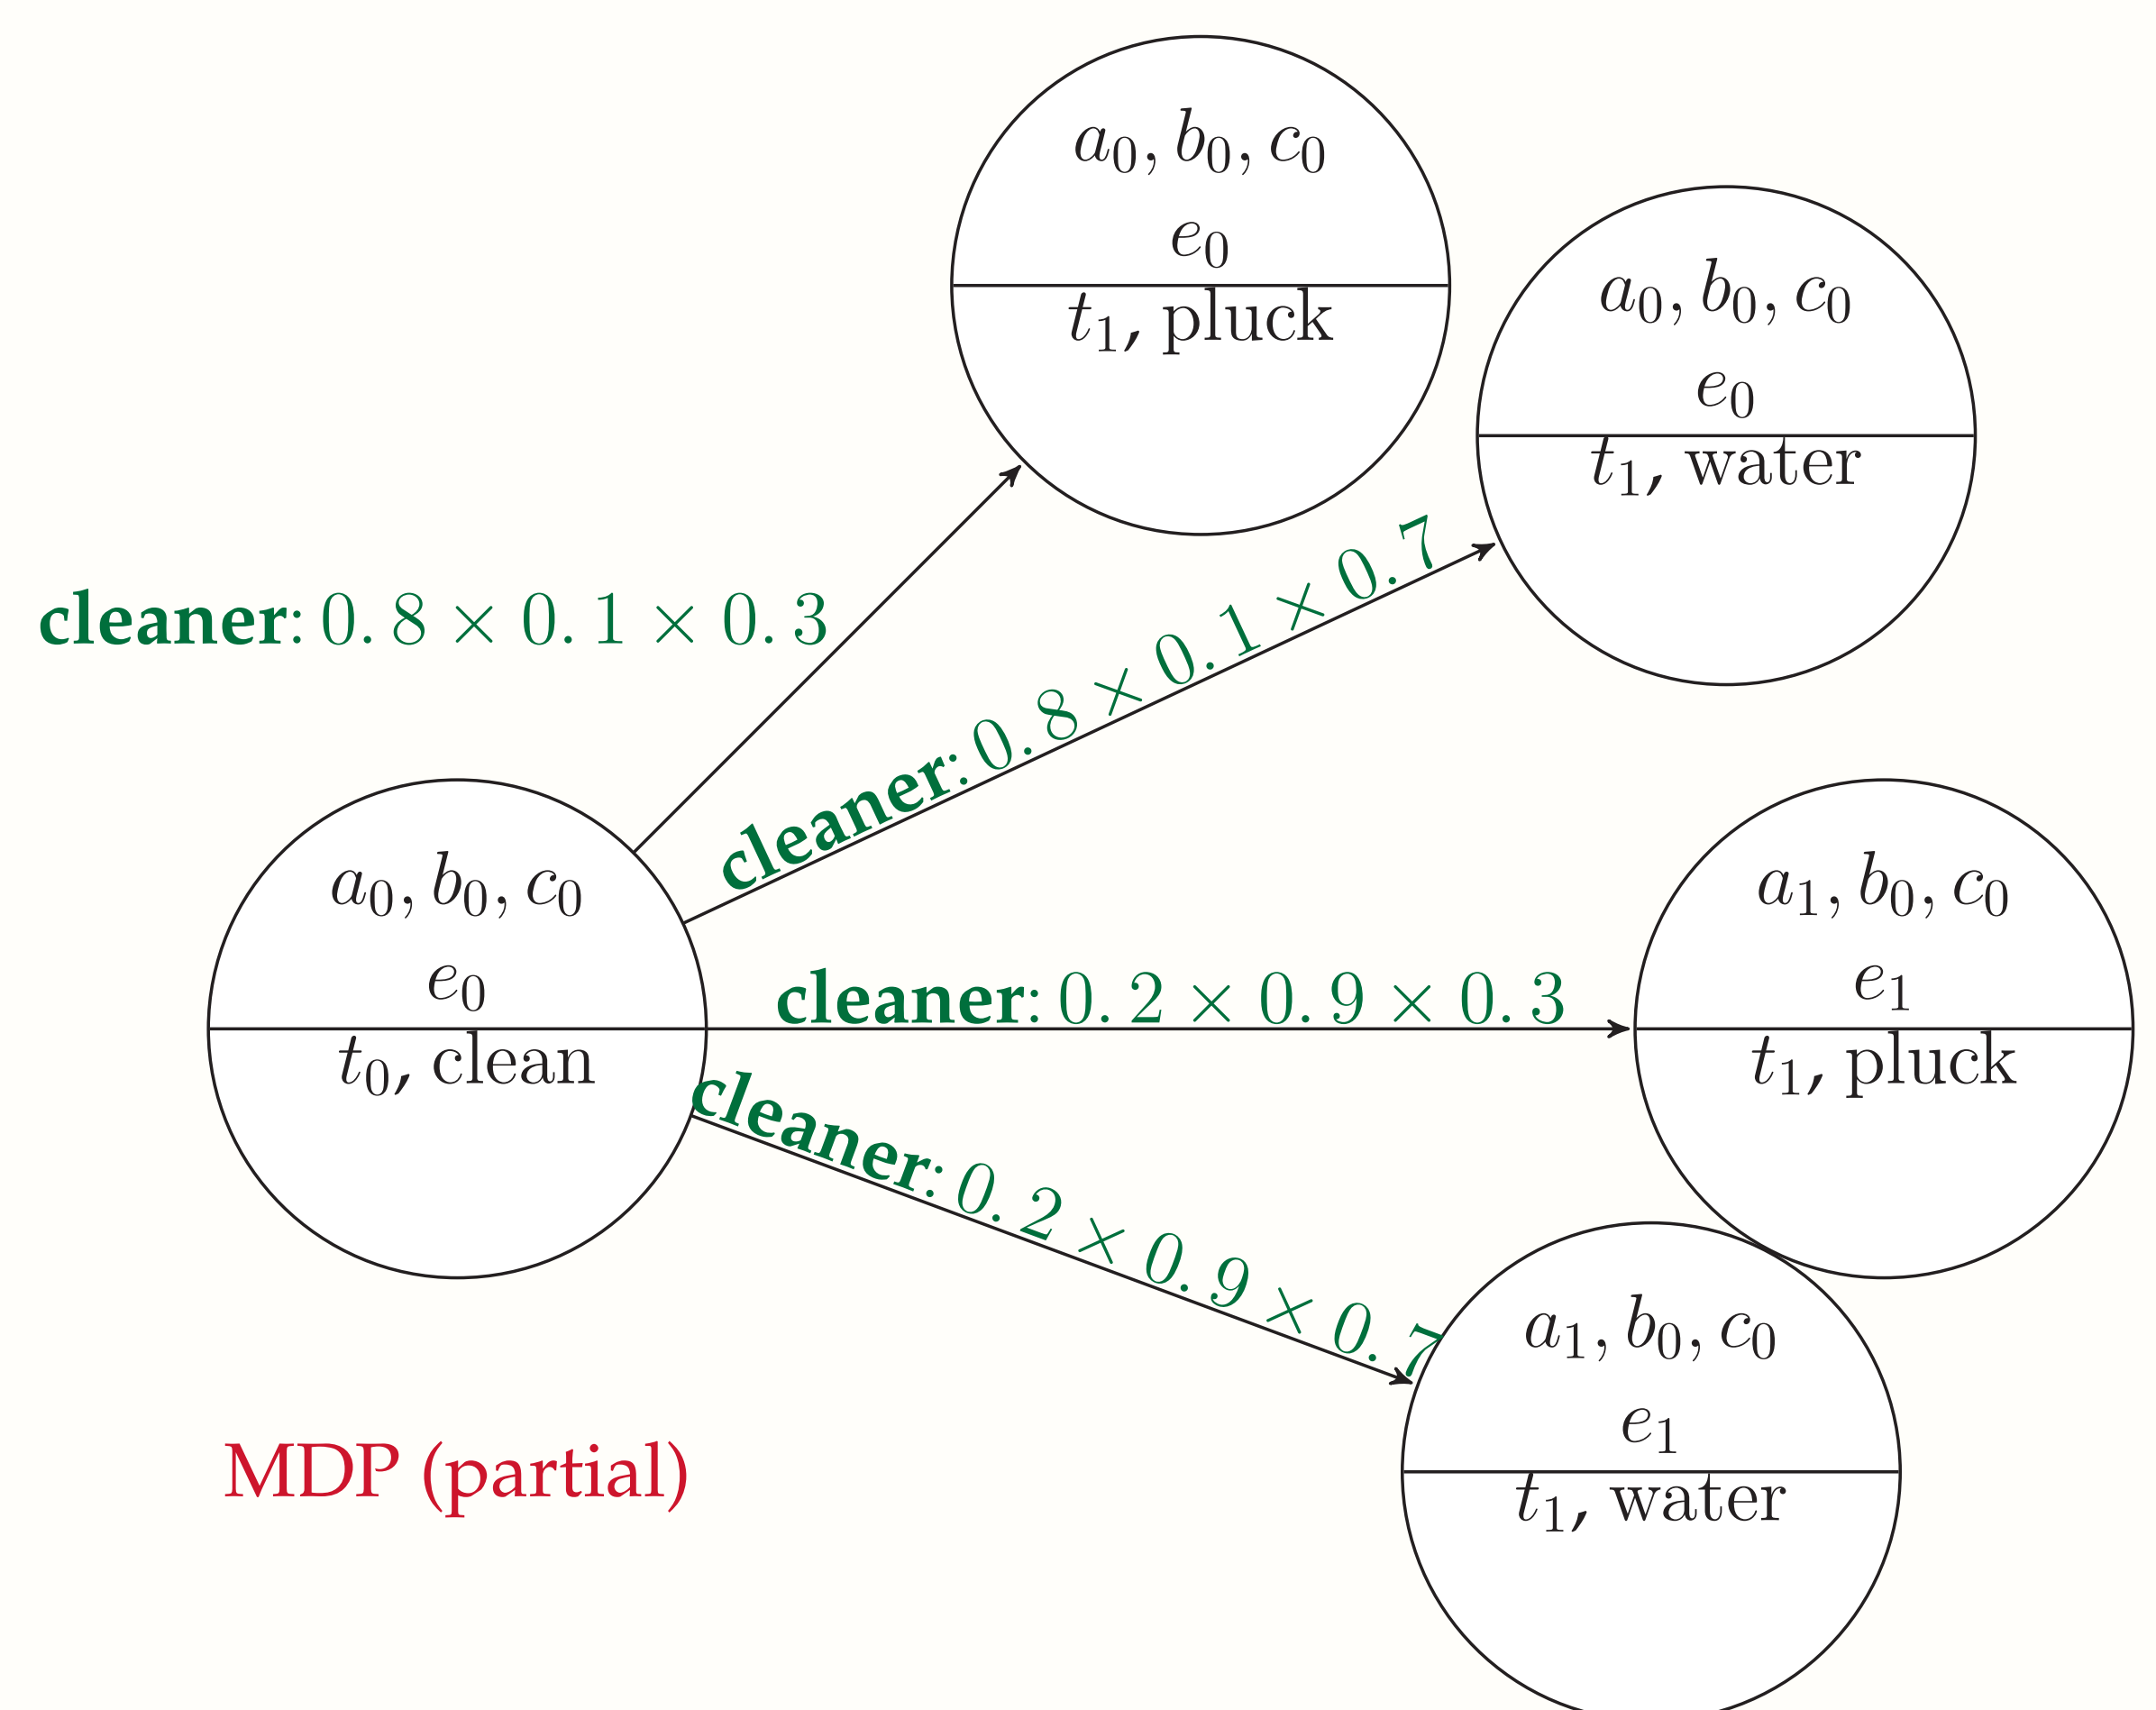 a₀, b₀, c₀
e₀
t₁, pluck
a₀, b₀, c₀
e₀
t₁, water
cleaner: 0.8 × 0.1 × 0.3
cleaner: 0.8 × 0.1 × 0.7
a₀, b₀, c₀
e₀
t₀, clean
cleaner: 0.2 × 0.9 × 0.3
a₁, b₀, c₀
e₁
t₁, pluck
cleaner: 0.2 × 0.9 × 0.7
a₁, b₀, c₀
e₁
t₁, water
MDP (partial)